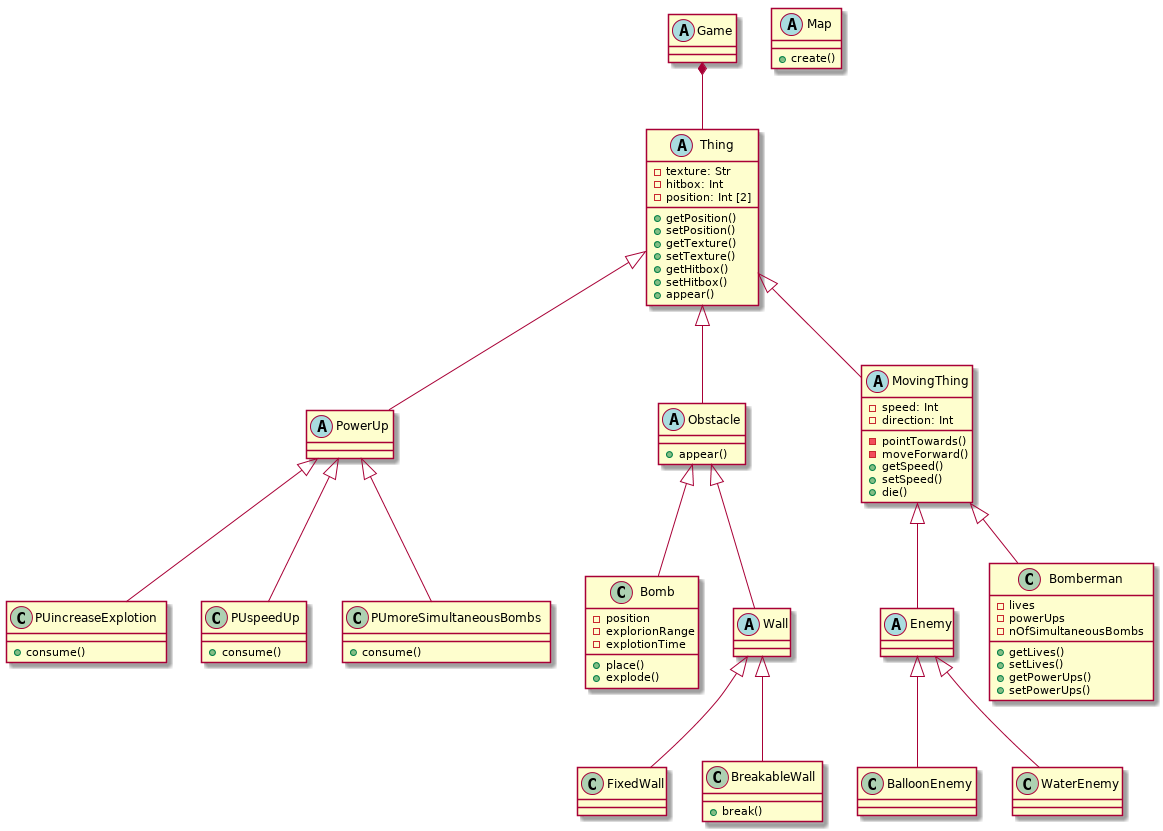 A Game
A Map
create()
A Thing
texture: Str
hitbox: Int
position: Int [2]
getPosition()
setPosition()
getTexture()
setTexture()
getHitbox()
setHitbox()
appear()
A MovingThing
speed: Int
direction: Int
pointTowards()
moveForward()
getSpeed()
setSpeed()
die()
A PowerUp
A Obstacle
appear()
C PUincreaseExplotion
consume()
C PUspeedUp
consume()
C PUmoreSimultaneousBombs
consume()
C Bomb
position
explorionRange
explotionTime
place()
explode()
A Wall
A Enemy
C Bomberman
lives
powerUps
nOfSimultaneousBombs
getLives()
setLives()
getPowerUps()
setPowerUps()
C FixedWall
C BreakableWall
break()
C BalloonEnemy
C WaterEnemy